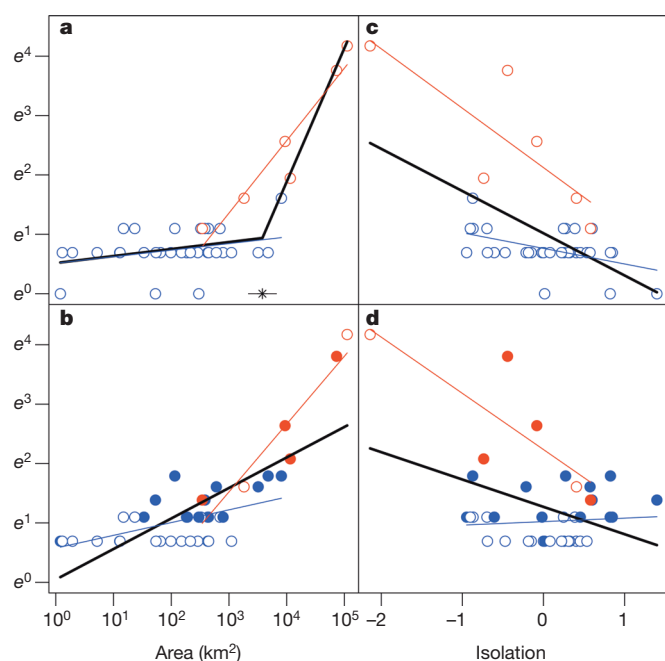 a c
e⁴
e³
e²
e¹
e⁰
b d
e⁴
e³
e²
e¹
e⁰
10⁰ 10¹ 10² 10³ 10⁴ 10⁵ −2 −1 0 1
Area (km²) Isolation